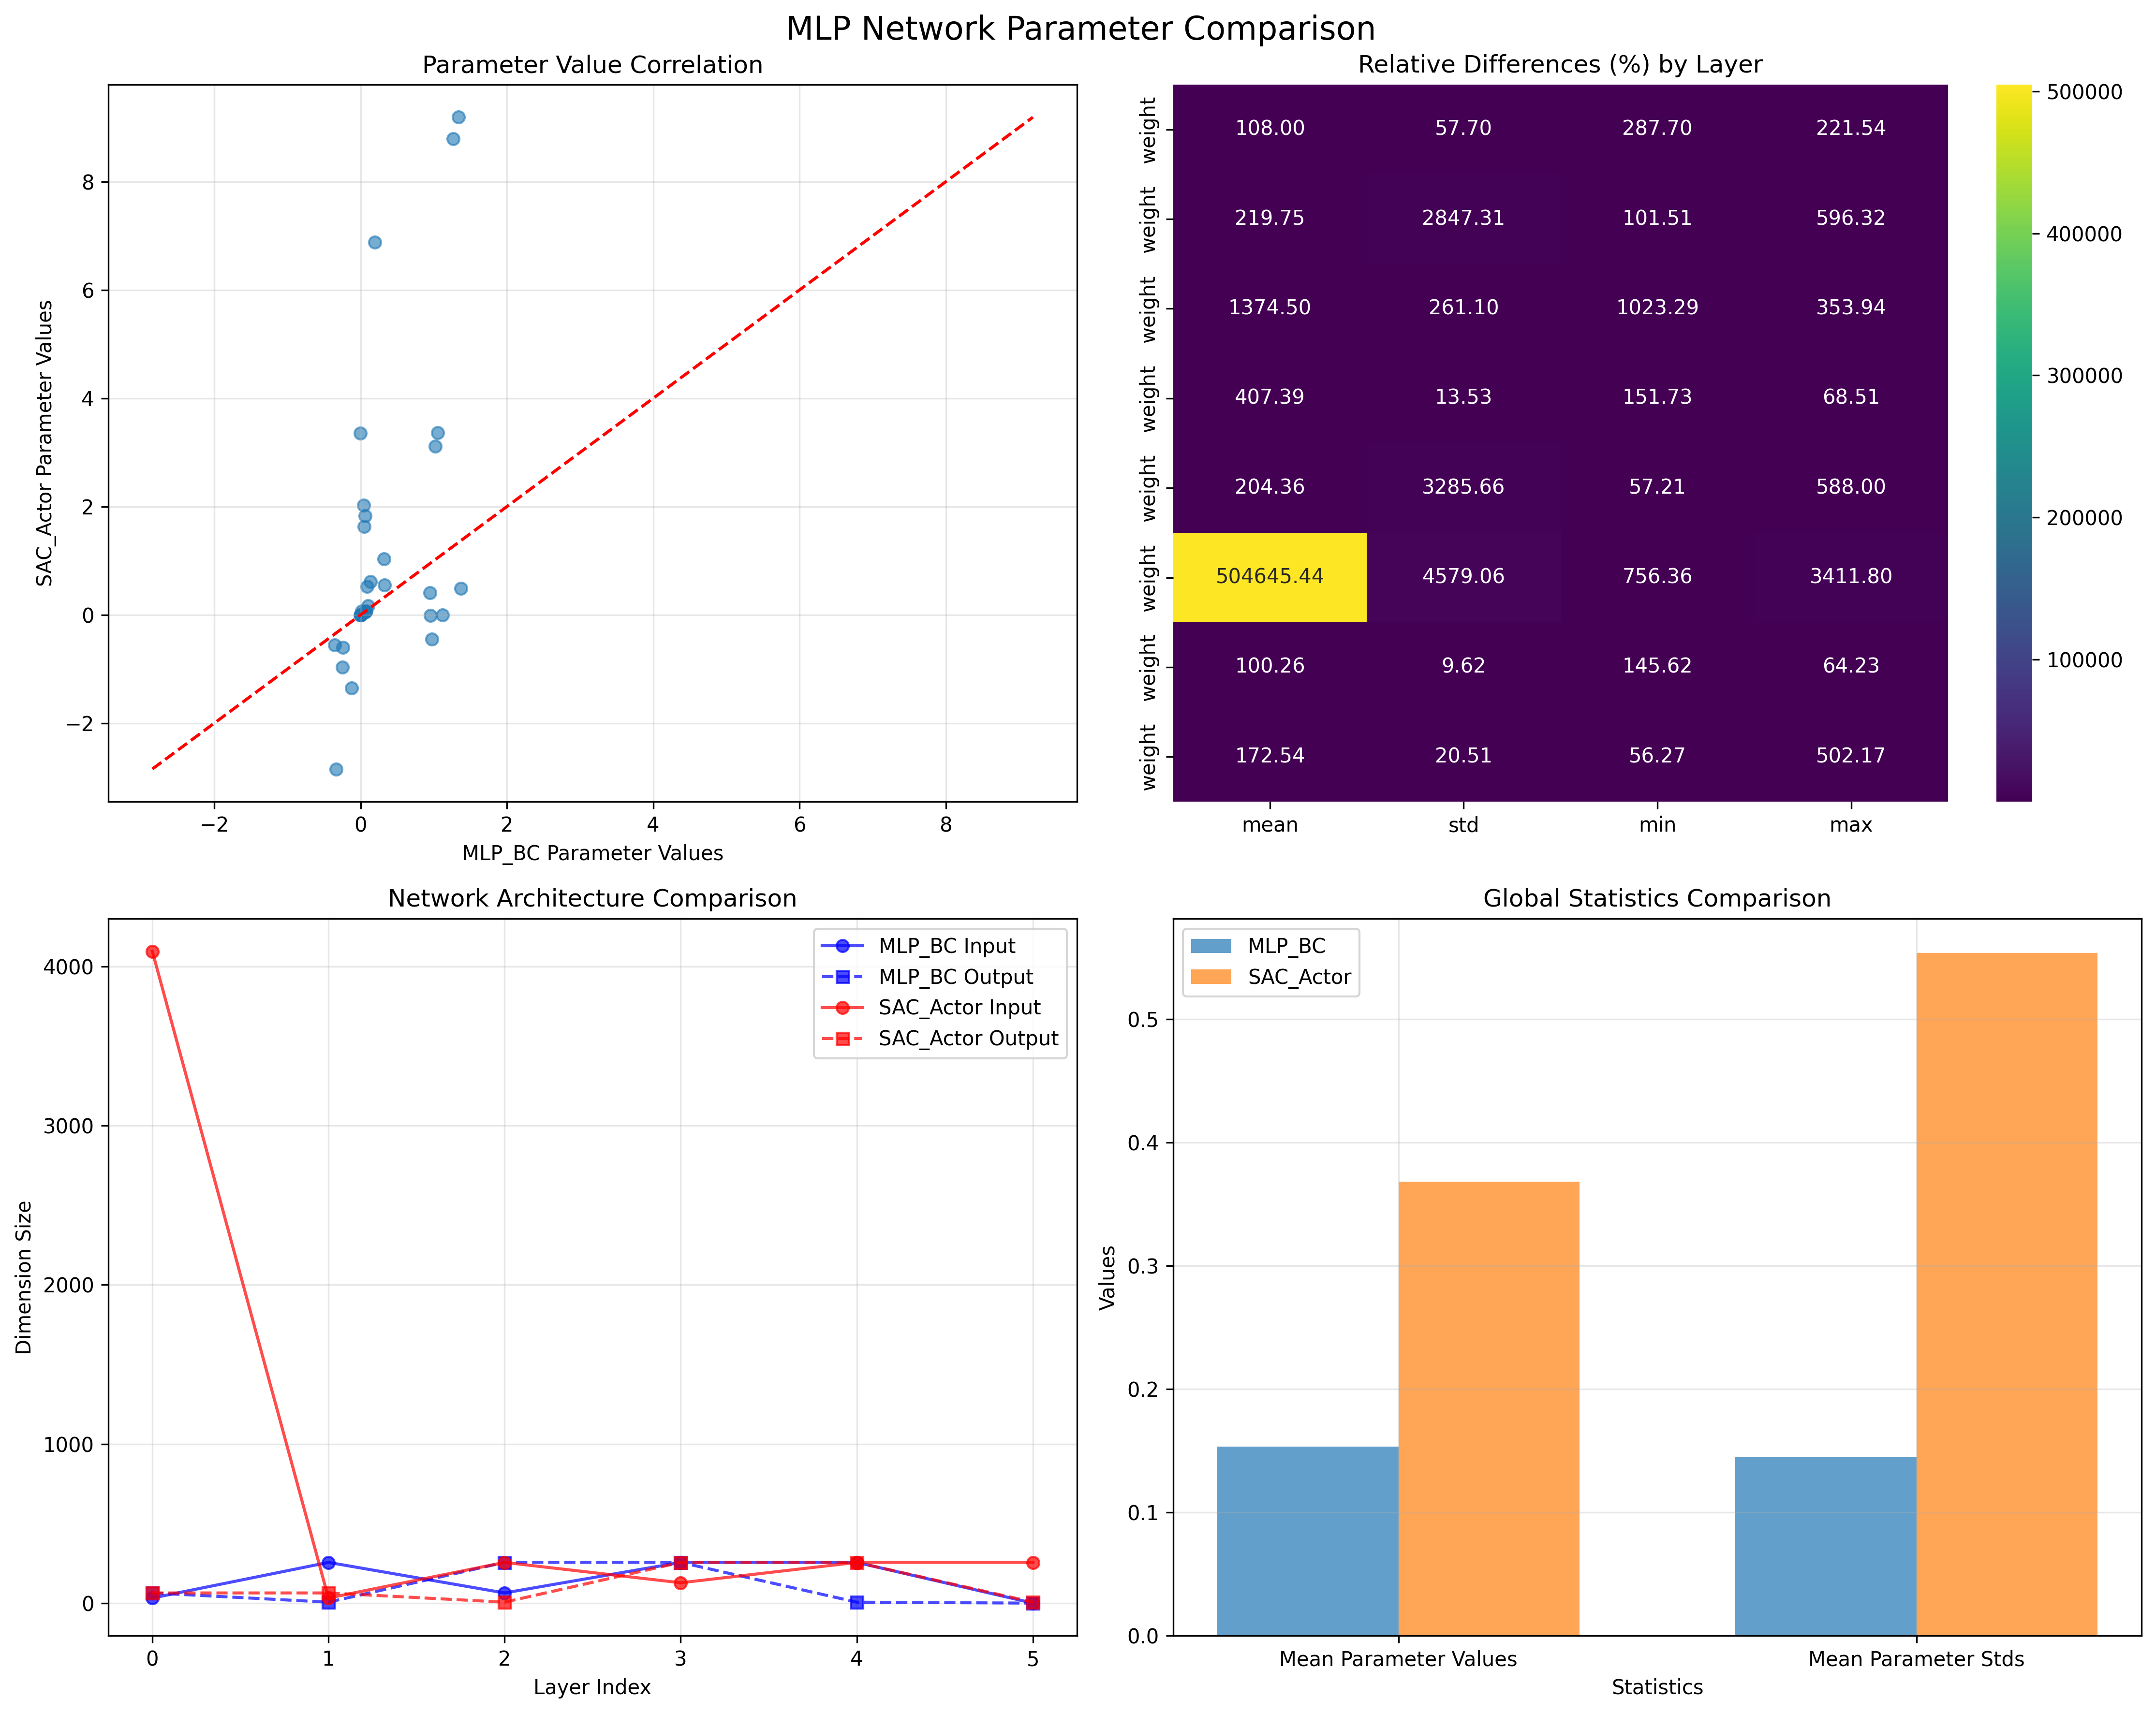 MLP Network Parameter Comparison
Parameter Value Correlation
SAC_Actor Parameter Values
8
6
4
2
0
−2
−2 0 2 4 6 8
MLP_BC Parameter Values
Relative Differences (%) by Layer
weight 108.00 57.70 287.70 221.54
weight 219.75 2847.31 101.51 596.32
weight 1374.50 261.10 1023.29 353.94
weight 407.39 13.53 151.73 68.51
weight 204.36 3285.66 57.21 588.00
weight 504645.44 4579.06 756.36 3411.80
weight 100.26 9.62 145.62 64.23
weight 172.54 20.51 56.27 502.17
mean std min max
500000
400000
300000
200000
100000
Network Architecture Comparison
MLP_BC Input
MLP_BC Output
SAC_Actor Input
SAC_Actor Output
Dimension Size
4000
3000
2000
1000
0
0 1 2 3 4 5
Layer Index
Global Statistics Comparison
MLP_BC
SAC_Actor
Values
0.5
0.4
0.3
0.2
0.1
0.0
Mean Parameter Values Mean Parameter Stds
Statistics